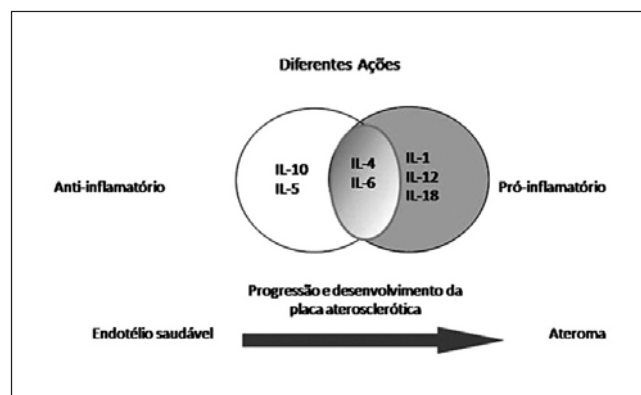 Diferentes Ações
IL-10
IL-5
IL-4
IL-6
IL-1
IL-12
IL-18
Anti-inflamatório
Pró-inflamatório
Progressão e desenvolvimento da
placa aterosclerótica
Endotélio saudável
Ateroma